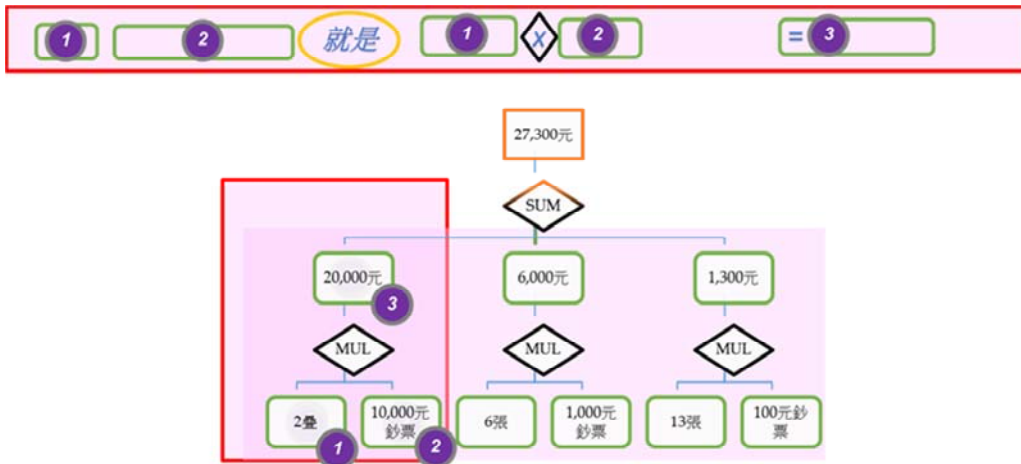 1 2 就是 1 X 2 = 3
27,300元
SUM
20,000元 6,000元 1,300元
3
MUL MUL MUL
2疊 10,000元 6張 1,000元 13張 100元鈔
鈔票 鈔票 票
1 2